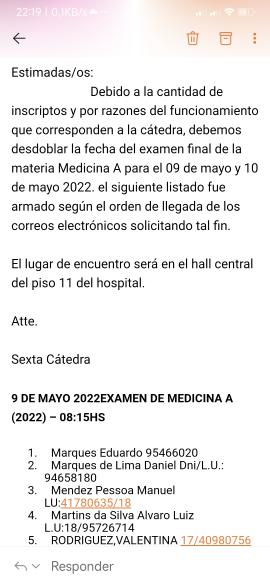 22:19 | 0,1KB/s
Estimadas/os:
Debido a la cantidad de
inscriptos y por razones del funcionamiento
que corresponden a la cátedra, debemos
desdoblar la fecha del examen final de la
materia Medicina A para el 09 de mayo y 10
de mayo 2022. el siguiente listado fue
armado según el orden de llegada de los
correos electrónicos solicitando tal fin.
El lugar de encuentro será en el hall central
del piso 11 del hospital.
Atte.
Sexta Cátedra
9 DE MAYO 2022EXAMEN DE MEDICINA A
(2022) – 08:15HS
1. Marques Eduardo 95466020
2. Marques de Lima Daniel Dni/L.U.:
94658180
3. Mendez Pessoa Manuel
LU:41780635/18
4. Martins da Silva Alvaro Luiz
L.U:18/95726714
5. RODRIGUEZ,VALENTINA 17/40980756
Responder